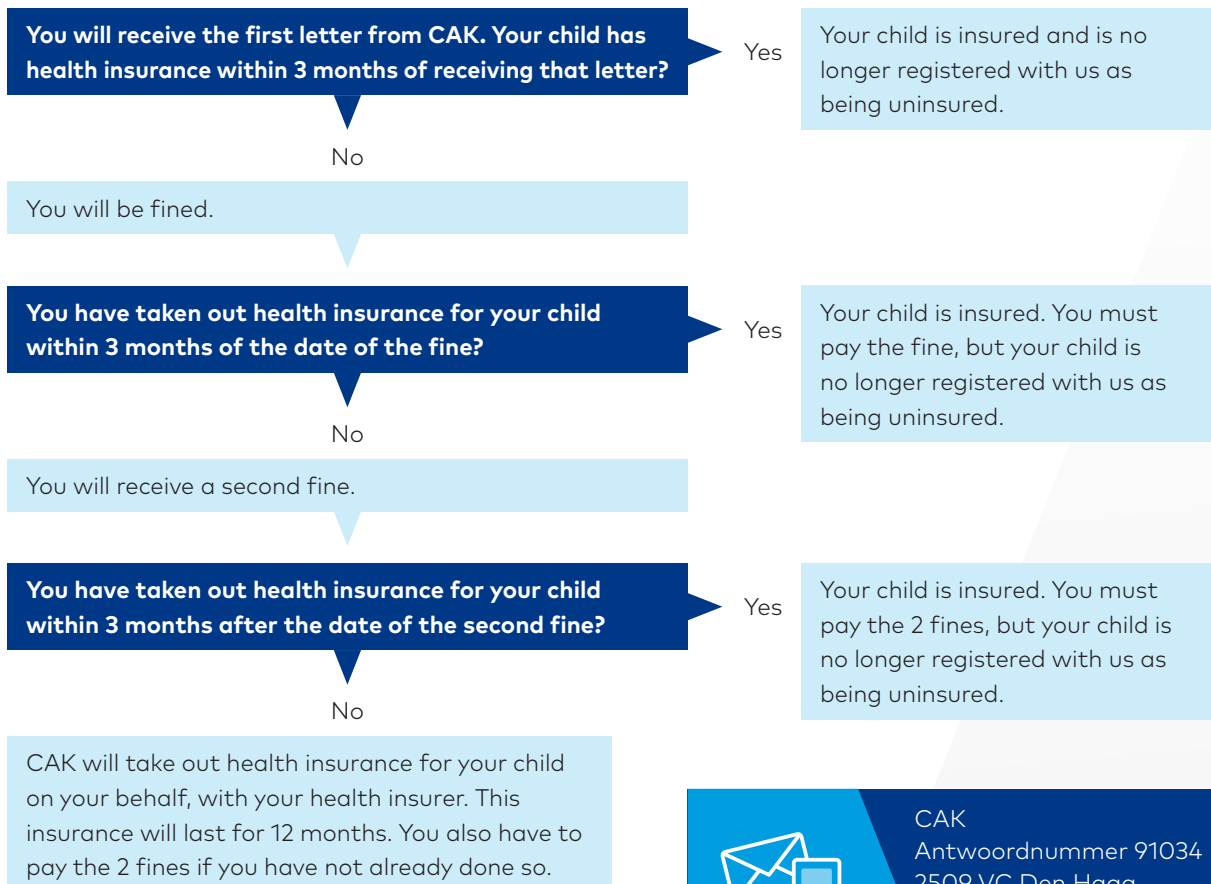 You will receive the first letter from CAK. Your child has
health insurance within 3 months of receiving that letter?
Yes
Your child is insured and is no
longer registered with us as
being uninsured.
No
You will be fined.
You have taken out health insurance for your child
within 3 months of the date of the fine?
Yes
Your child is insured. You must
pay the fine, but your child is
no longer registered with us as
being uninsured.
No
You will receive a second fine.
You have taken out health insurance for your child
within 3 months after the date of the second fine?
Yes
Your child is insured. You must
pay the 2 fines, but your child is
no longer registered with us as
being uninsured.
No
CAK will take out health insurance for your child
on your behalf, with your health insurer. This
insurance will last for 12 months. You also have to
pay the 2 fines if you have not already done so.
CAK
Antwoordnummer 91034
2509 VC Den Haag